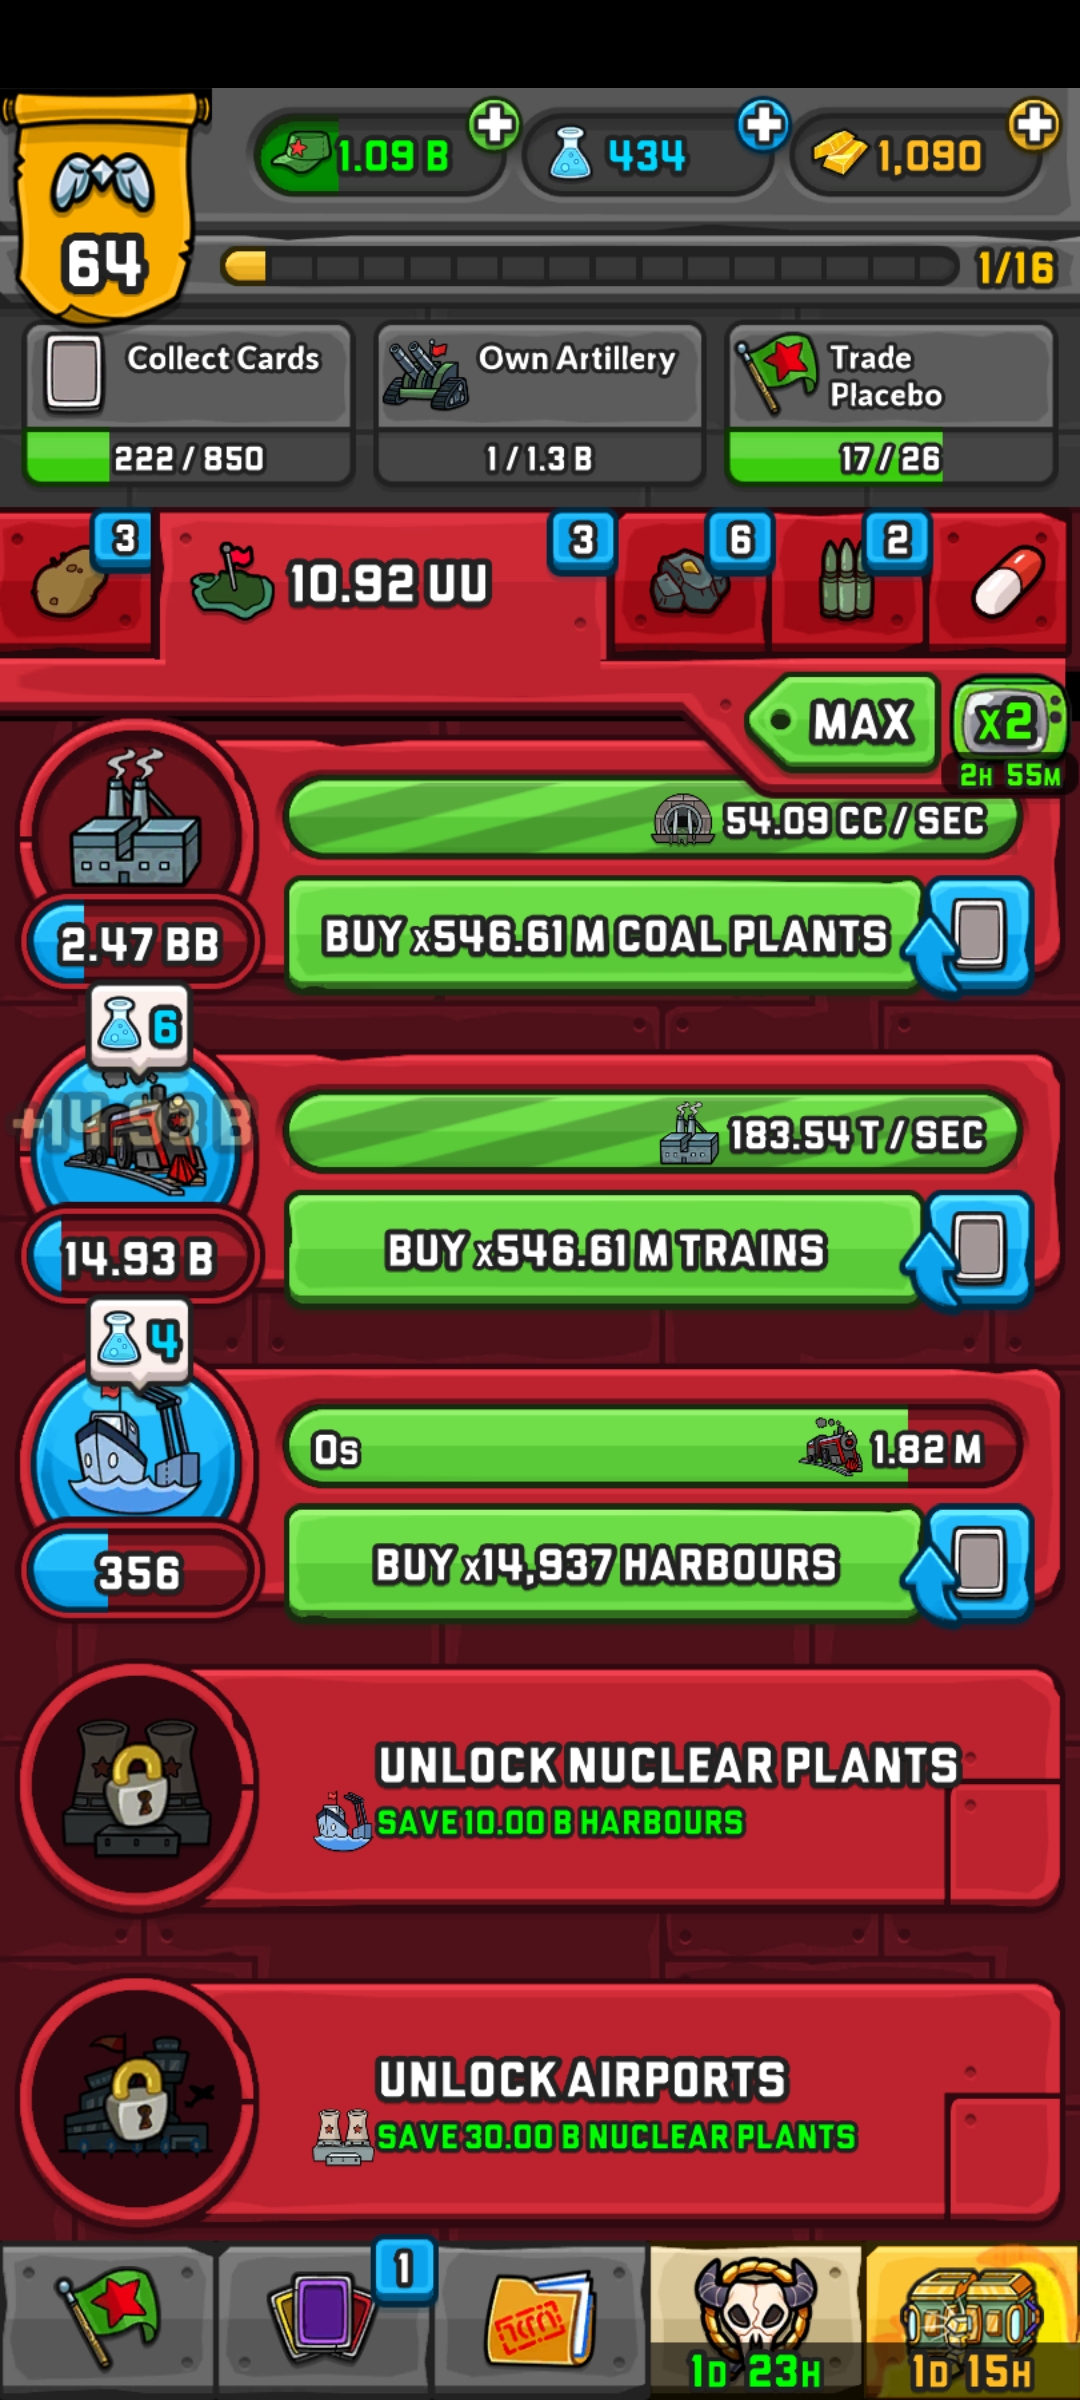 64
1.09 B
434
1,090
1/16
Collect Cards
222 / 850
Own Artillery
1 / 1.3 B
Trade
Placebo
17 / 26
3
10.92 UU
3
6
2
MAX
x2
2H 55M
54.09 CC / SEC
2.47 BB
BUY x546.61 M COAL PLANTS
6
+14.93 B
183.54 T / SEC
14.93 B
BUY x546.61 M TRAINS
4
0s
1.82 M
356
BUY x14,937 HARBOURS
UNLOCK NUCLEAR PLANTS
SAVE 10.00 B HARBOURS
UNLOCK AIRPORTS
SAVE 30.00 B NUCLEAR PLANTS
1
1D 23H
1D 15H